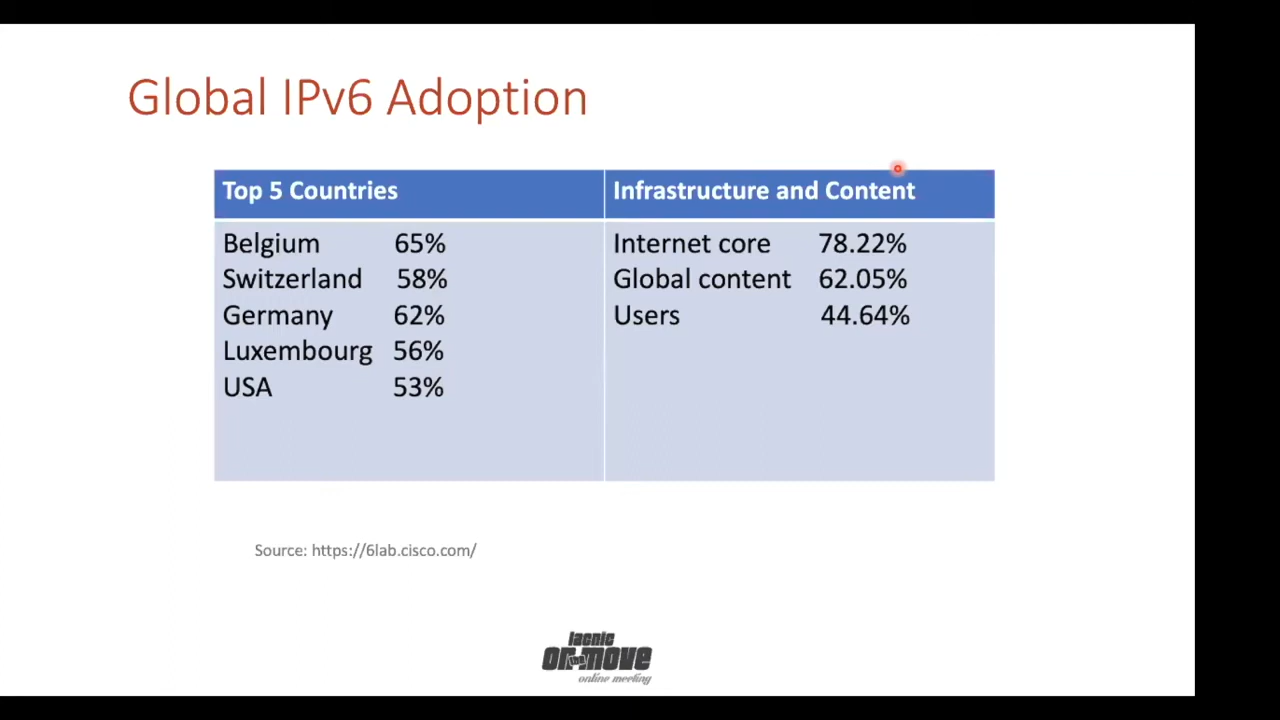 Global IPv6 Adoption
Top 5 Countries
Belgium 65%
Switzerland 58%
Germany 62%
Luxembourg 56%
USA 53%
Infrastructure and Content
Internet core 78.22%
Global content 62.05%
Users 44.64%
Source: https://6lab.cisco.com/
lacnic
on the move
online meeting